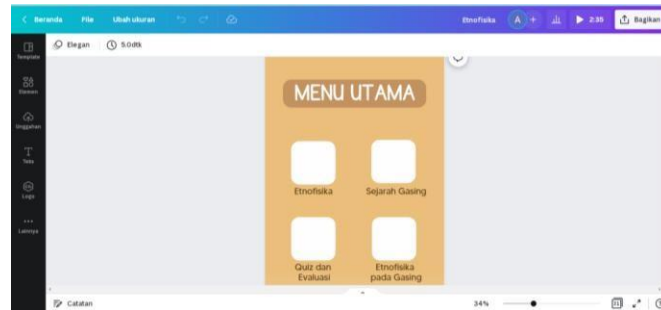 Beranda File Ubah ukuran Etnofisika A + 2:35 Bagikan
Elegan 5.0dtk
Template
Elemen
Unggahan
Teks
Logo
Lainnya
MENU UTAMA
Etnofisika Sejarah Gasing
Quiz dan Etnofisika
Evaluasi pada Gasing
Catatan 34%